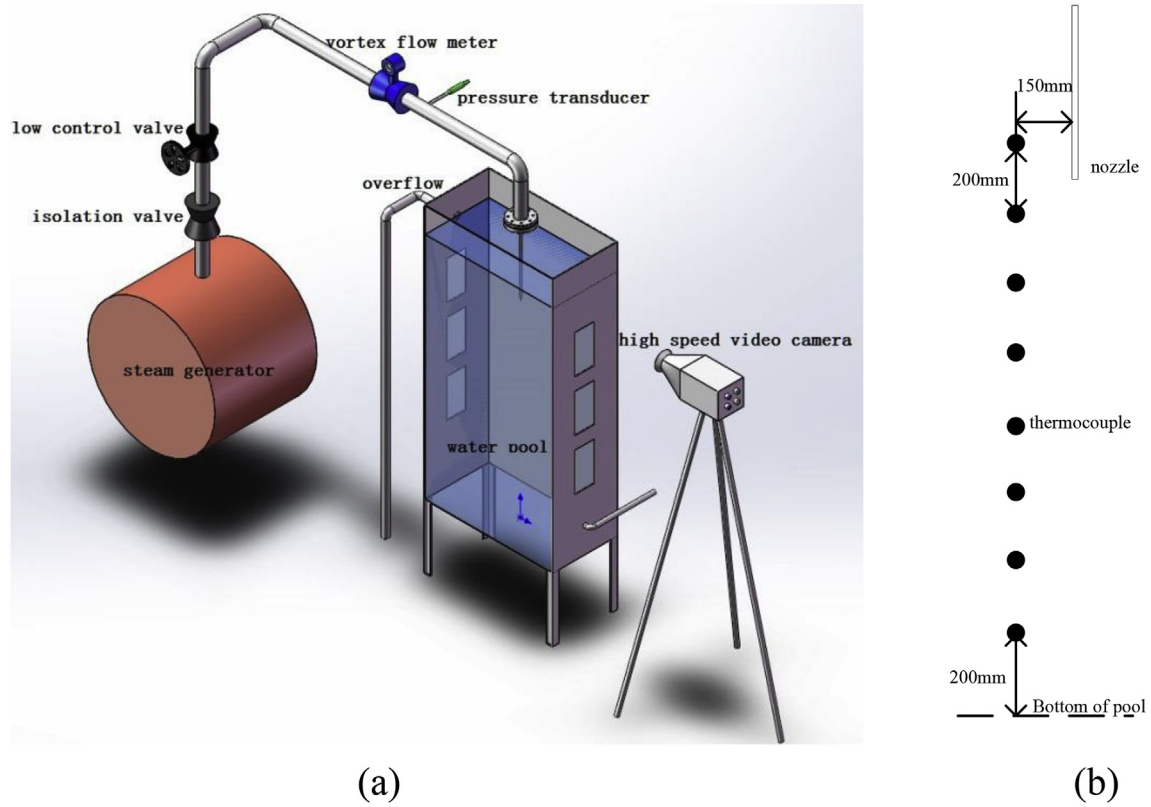 vortex flow meter
pressure transducer
low control valve
overflow
isolation valve
high speed video camera
steam generator
water pool
(a)
150mm
nozzle
200mm
thermocouple
200mm
Bottom of pool
(b)